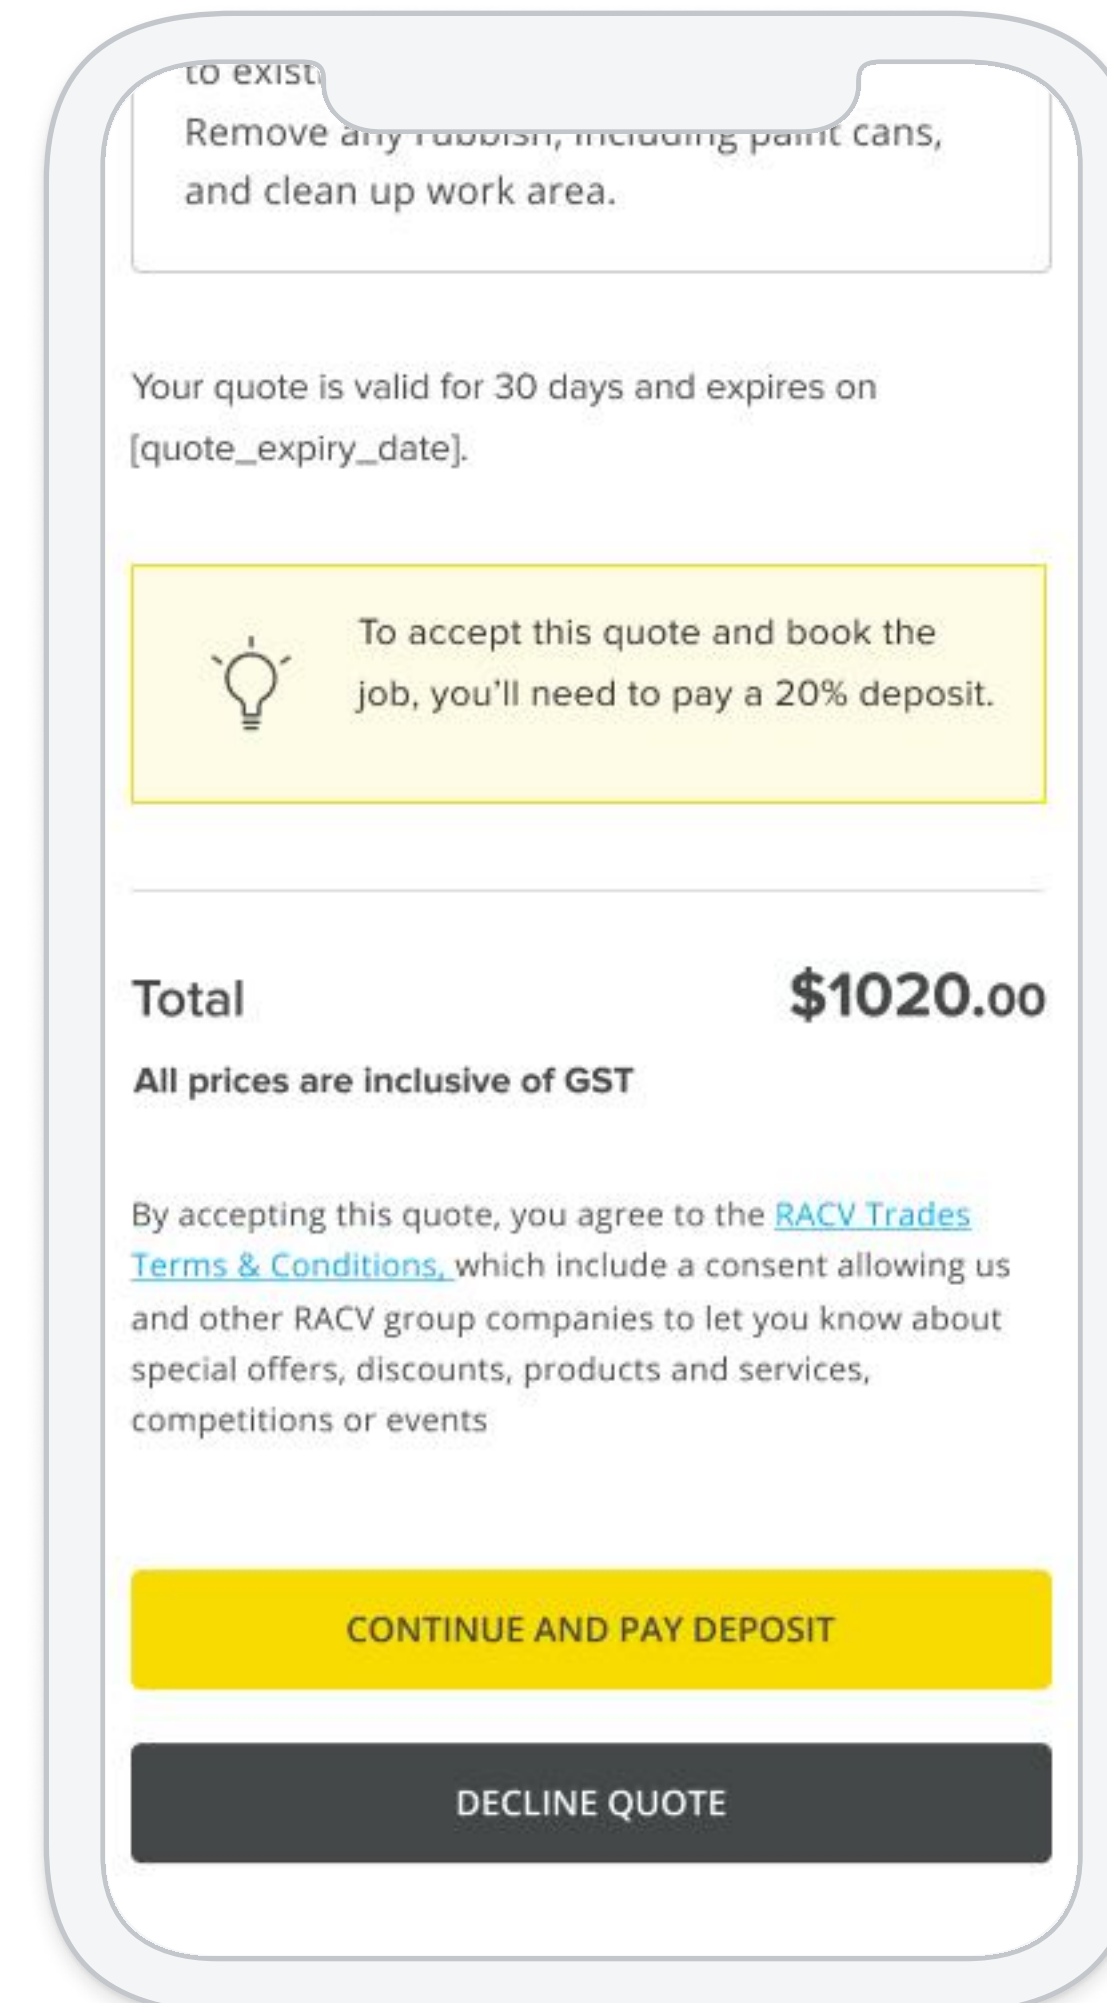 to exist
Remove any rubbish, including paint cans,
and clean up work area.
Your quote is valid for 30 days and expires on
[quote_expiry_date].
To accept this quote and book the
job, you'll need to pay a 20% deposit.
Total $1020.00
All prices are inclusive of GST
By accepting this quote, you agree to the RACV Trades
Terms & Conditions, which include a consent allowing us
and other RACV group companies to let you know about
special offers, discounts, products and services,
competitions or events
CONTINUE AND PAY DEPOSIT
DECLINE QUOTE